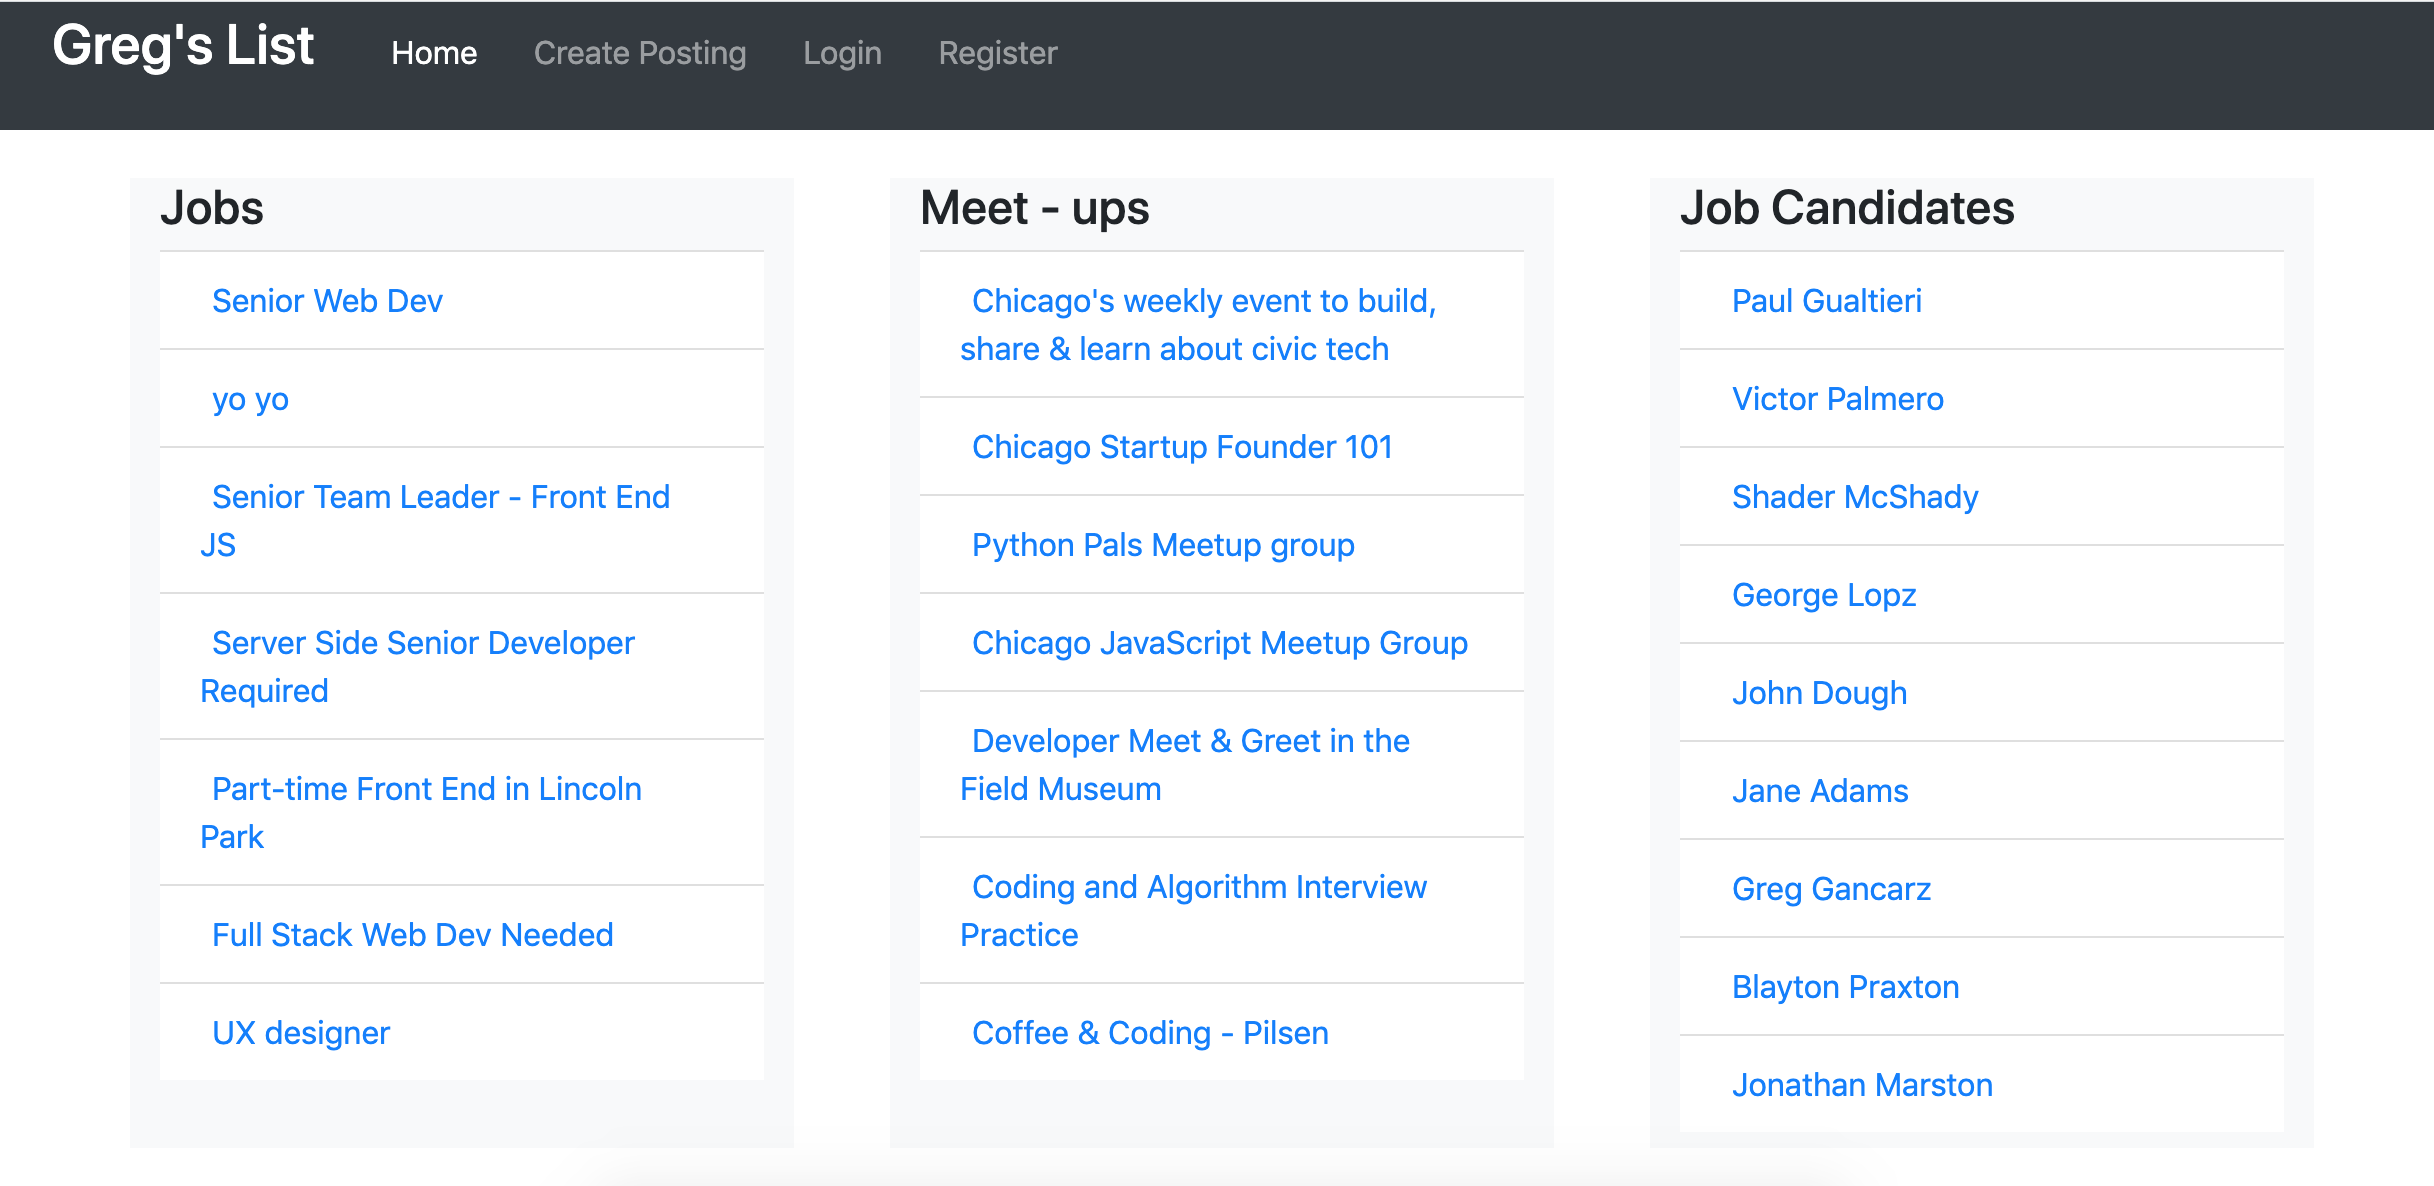 Greg's List
Home
Create Posting
Login
Register
Jobs
Senior Web Dev
yo yo
Senior Team Leader - Front End
JS
Server Side Senior Developer
Required
Part-time Front End in Lincoln
Park
Full Stack Web Dev Needed
UX designer
Meet - ups
Chicago's weekly event to build,
share & learn about civic tech
Chicago Startup Founder 101
Python Pals Meetup group
Chicago JavaScript Meetup Group
Developer Meet & Greet in the
Field Museum
Coding and Algorithm Interview
Practice
Coffee & Coding - Pilsen
Job Candidates
Paul Gualtieri
Victor Palmero
Shader McShady
George Lopz
John Dough
Jane Adams
Greg Gancarz
Blayton Praxton
Jonathan Marston